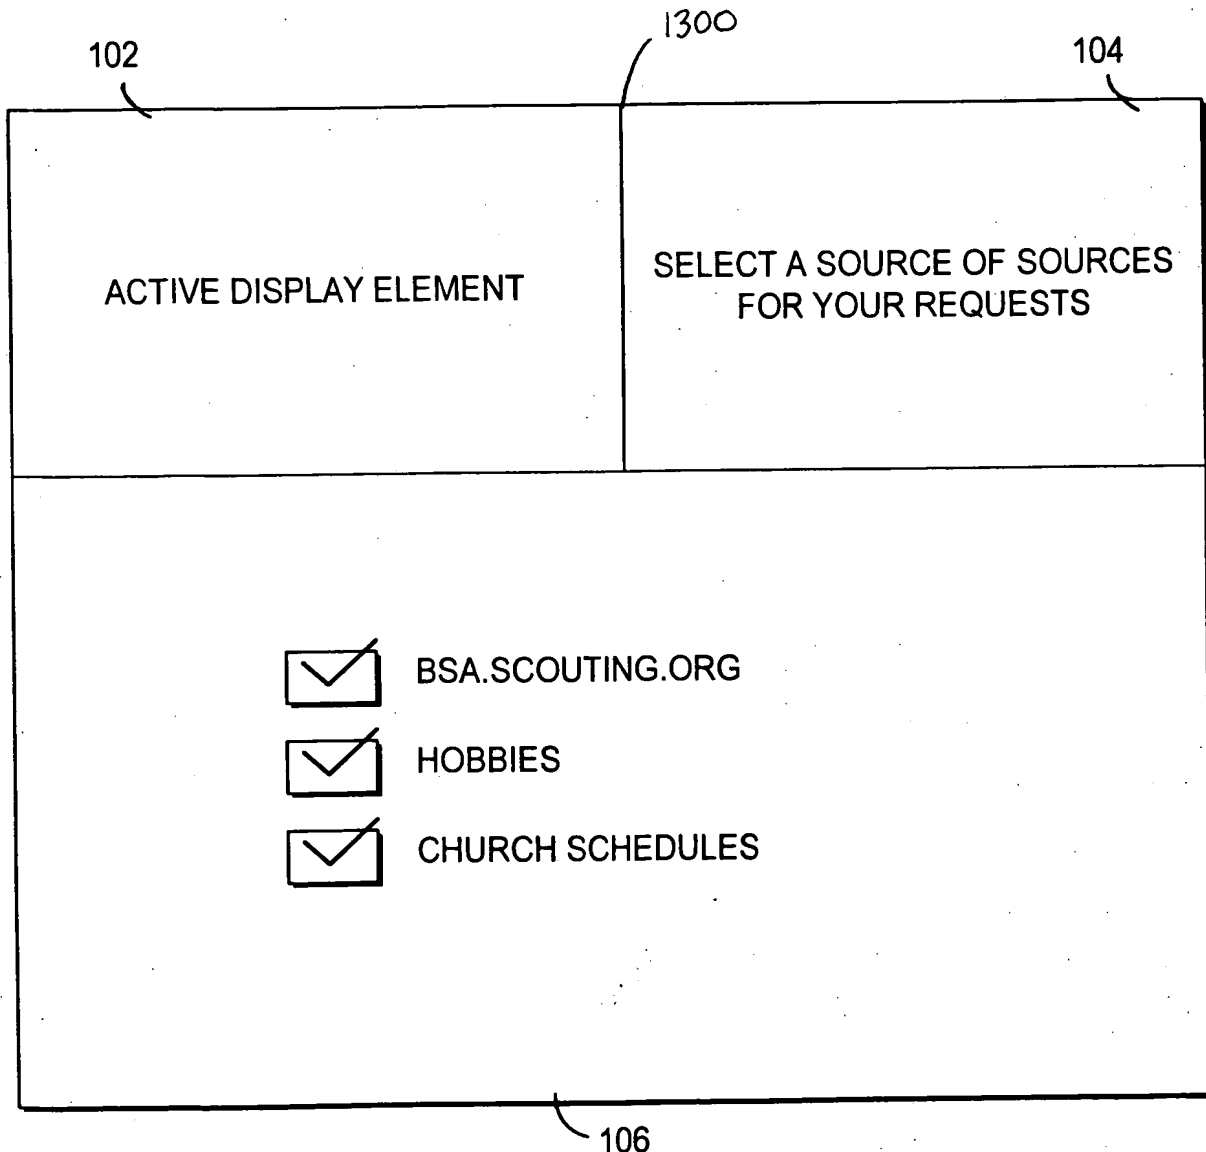 1300
102
104
ACTIVE DISPLAY ELEMENT
SELECT A SOURCE OF SOURCES
FOR YOUR REQUESTS
BSA.SCOUTING.ORG
HOBBIES
CHURCH SCHEDULES
106